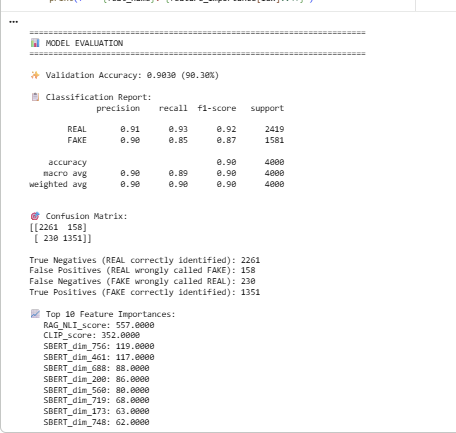 ============================================================
📊 MODEL EVALUATION
============================================================
✨ Validation Accuracy: 0.9030 (90.30%)
📋 Classification Report:
precision recall f1-score support
REAL 0.91 0.93 0.92 2419
FAKE 0.90 0.85 0.87 1581
accuracy 0.90 4000
macro avg 0.90 0.89 0.90 4000
weighted avg 0.90 0.90 0.90 4000
🎯 Confusion Matrix:
[[2261 158]
[ 230 1351]]
True Negatives (REAL correctly identified): 2261
False Positives (REAL wrongly called FAKE): 158
False Negatives (FAKE wrongly called REAL): 230
True Positives (FAKE correctly identified): 1351
📈 Top 10 Feature Importances:
RAG_NLI_score: 557.0000
CLIP_score: 352.0000
SBERT_dim_756: 119.0000
SBERT_dim_461: 117.0000
SBERT_dim_688: 88.0000
SBERT_dim_200: 86.0000
SBERT_dim_560: 80.0000
SBERT_dim_719: 68.0000
SBERT_dim_173: 63.0000
SBERT_dim_748: 62.0000